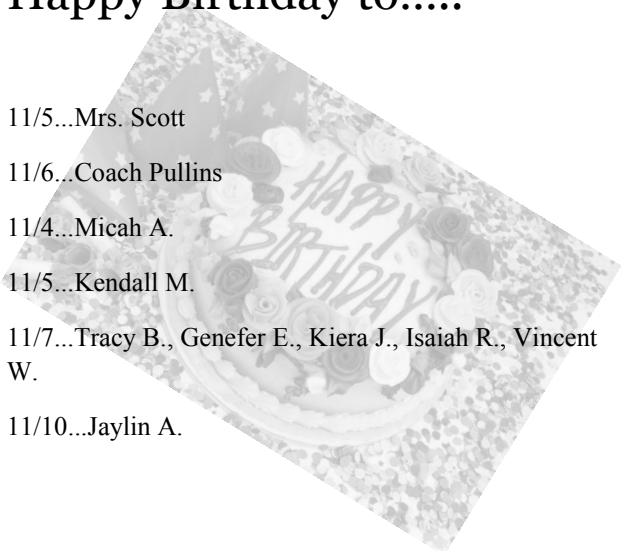 Happy Birthday to.....
11/5...Mrs. Scott
11/6...Coach Pullins
11/4...Micah A.
HAPPY
BIRTHDAY
11/5...Kendall M.
11/7...Tracy B., Genefer E., Kiera J., Isaiah R., Vincent
W.
11/10...Jaylin A.